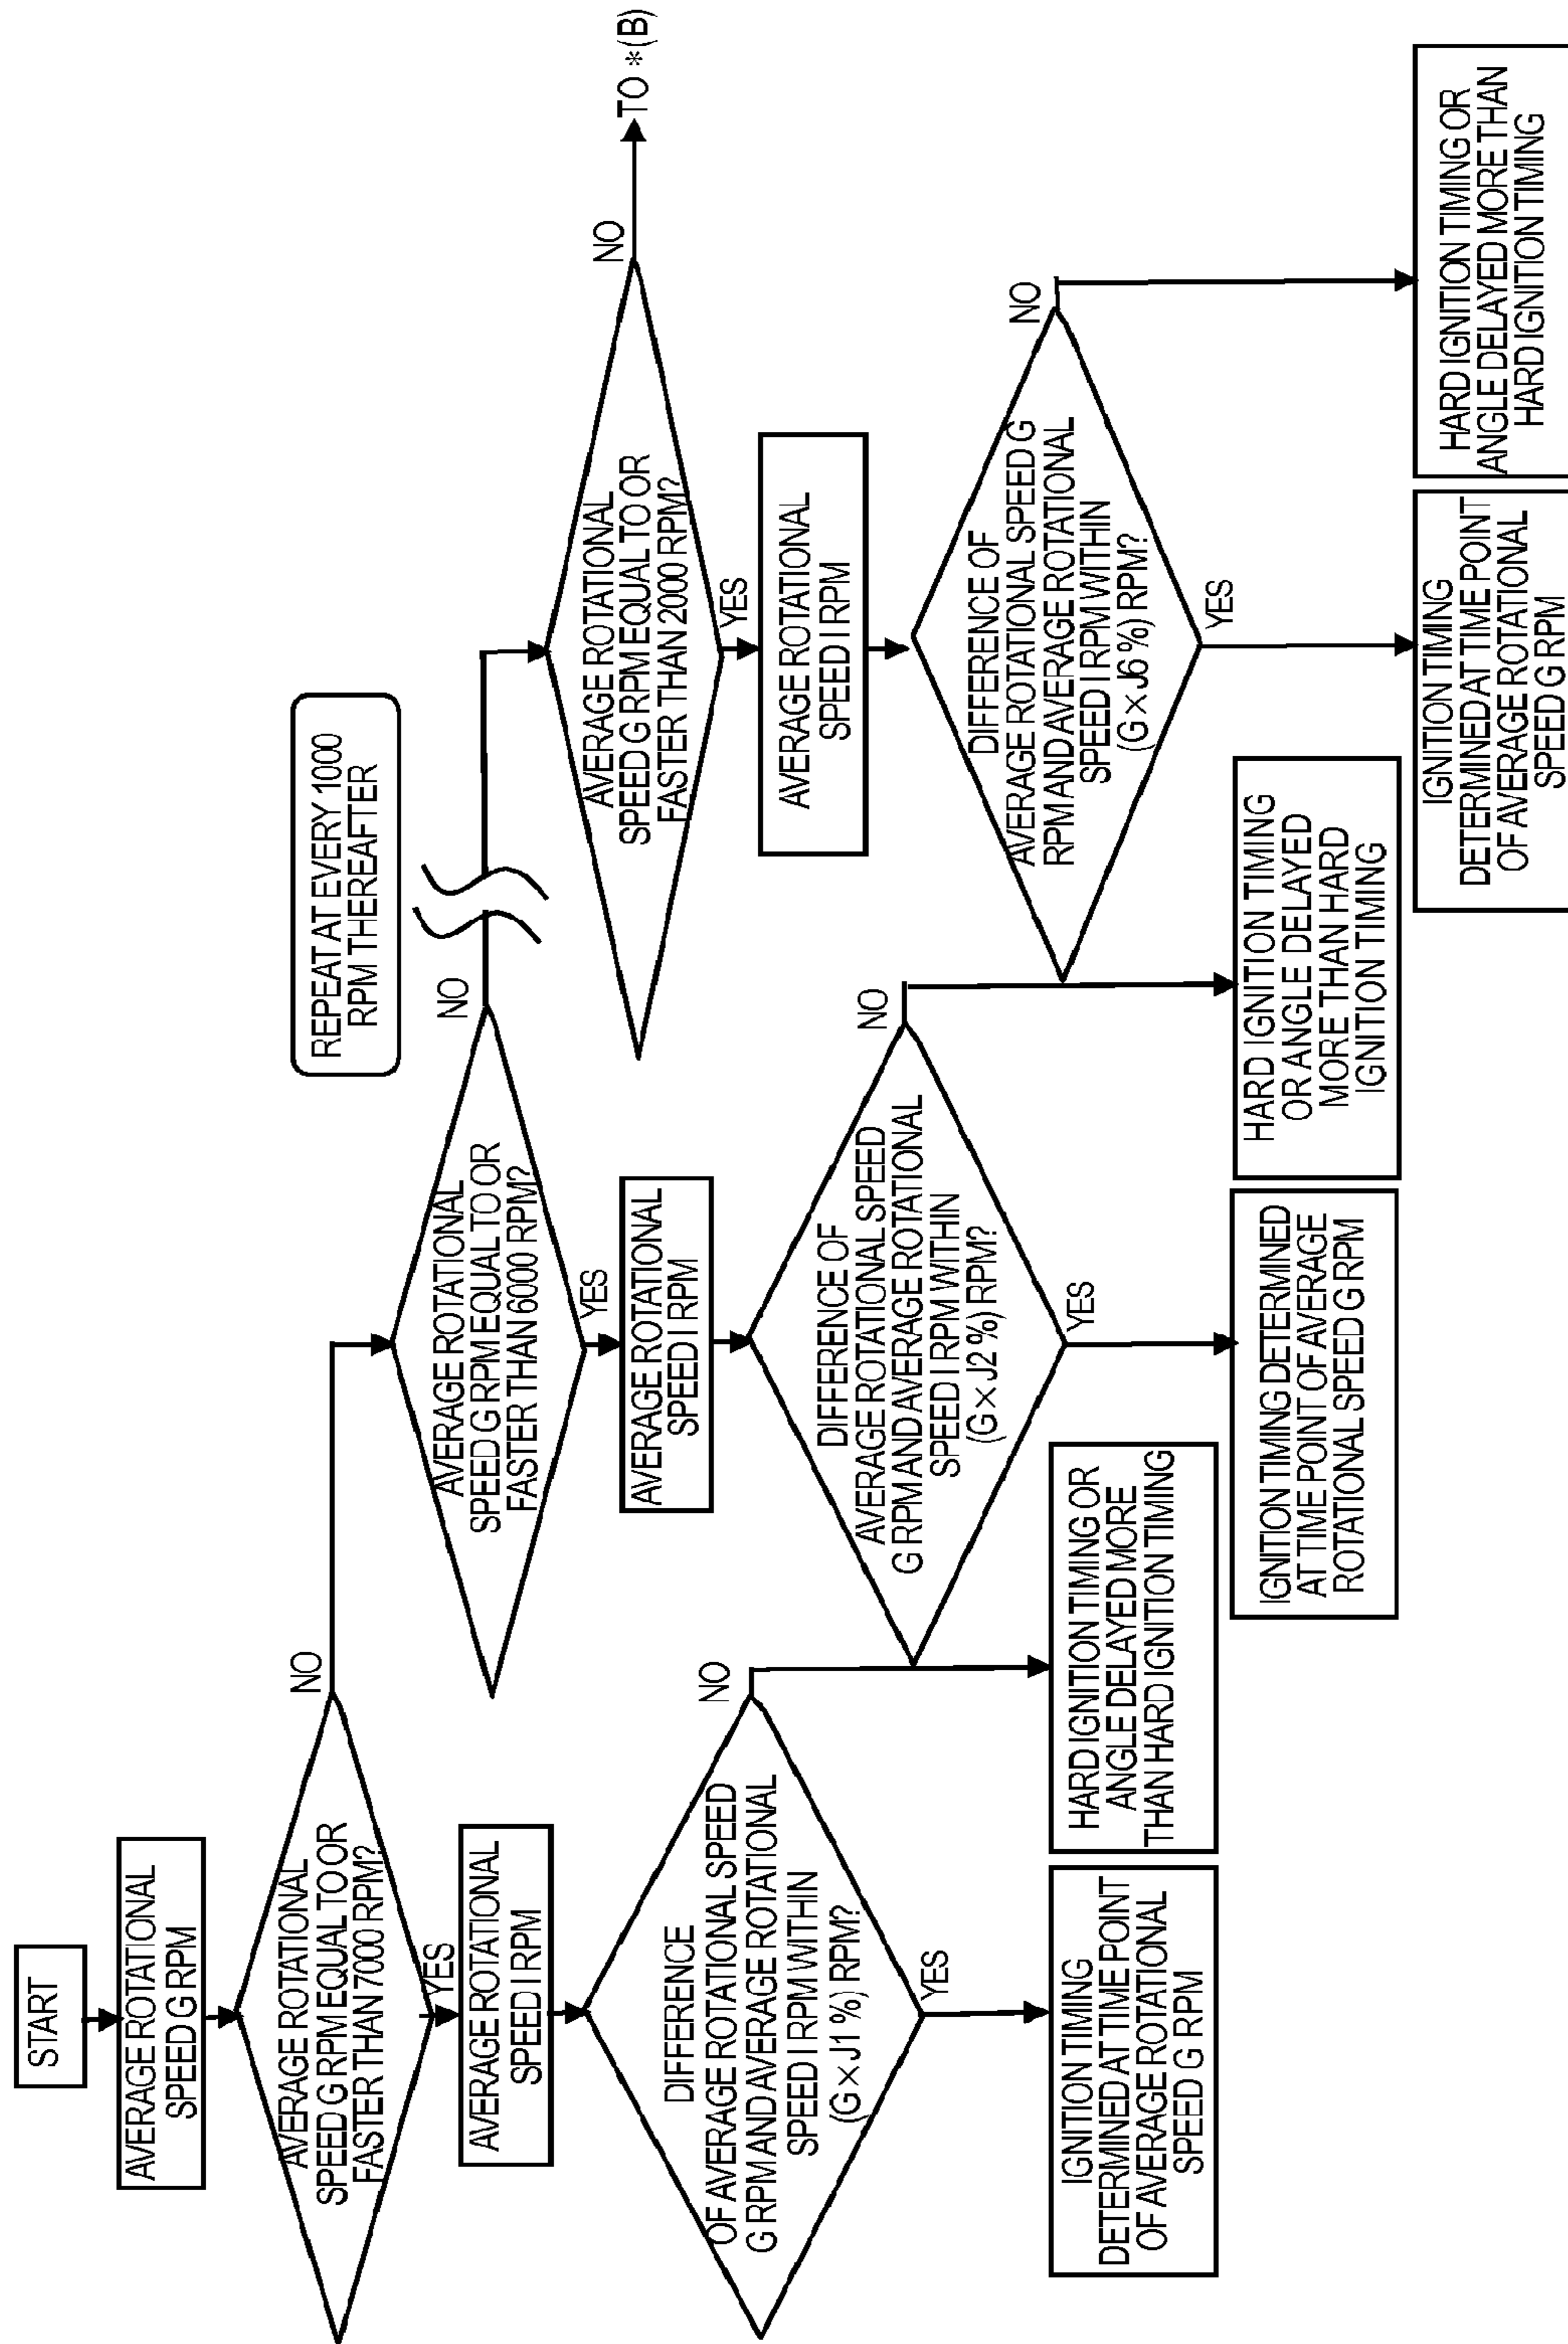 START
AVERAGE ROTATIONAL
SPEED G RPM
AVERAGE ROTATIONAL
SPEED G RPM EQUAL TO OR
FASTER THAN 7000 RPM?
NO
YES
AVERAGE ROTATIONAL
SPEED I RPM
DIFFERENCE
OF AVERAGE ROTATIONAL SPEED
G RPM AND AVERAGE ROTATIONAL
SPEED I RPM WITHIN
(G×J1 %) RPM?
NO
YES
IGNITION TIMING
DETERMINED AT TIME POINT
OF AVERAGE ROTATIONAL
SPEED G RPM
HARD IGNITION TIMING OR
ANGLE DELAYED MORE
THAN HARD IGNITION TIMING
AVERAGE ROTATIONAL
SPEED G RPM EQUAL TO OR
FASTER THAN 6000 RPM?
NO
YES
AVERAGE ROTATIONAL
SPEED I RPM
DIFFERENCE OF
AVERAGE ROTATIONAL SPEED
G RPM AND AVERAGE ROTATIONAL
SPEED I RPM WITHIN
(G×J2 %) RPM?
NO
YES
IGNITION TIMING DETERMINED
AT TIME POINT OF AVERAGE
ROTATIONAL SPEED G RPM
HARD IGNITION TIMING
OR ANGLE DELAYED
MORE THAN HARD
IGNITION TIMING
REPEAT AT EVERY 1000
RPM THEREAFTER
AVERAGE ROTATIONAL
SPEED G RPM EQUAL TO OR
FASTER THAN 2000 RPM?
NO
TO *(B)
YES
AVERAGE ROTATIONAL
SPEED I RPM
DIFFERENCE OF
AVERAGE ROTATIONAL SPEED G
RPM AND AVERAGE ROTATIONAL
SPEED I RPM WITHIN
(G×J6 %) RPM?
NO
YES
IGNITION TIMING
DETERMINED AT TIME POINT
OF AVERAGE ROTATIONAL
SPEED G RPM
HARD IGNITION TIMING OR
ANGLE DELAYED MORE THAN
HARD IGNITION TIMING